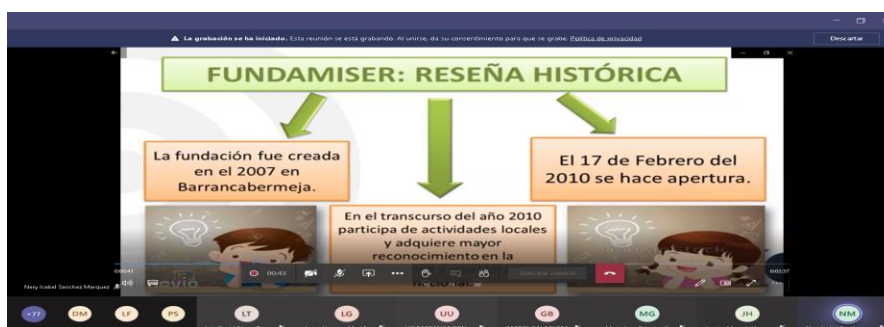 La grabación se ha iniciado. Esta reunión se está grabando. Al unirse, da su consentimiento para que se grabe. Política de privacidad
Descartar
FUNDAMISER: RESEÑA HISTÓRICA
La fundación fue creada
en el 2007 en
Barrancabermeja.
En el transcurso del año 2010
participa de actividades locales
y adquiere mayor
reconocimiento en la
El 17 de Febrero del
2010 se hace apertura.
00:43
Solicitar control
Nery Isabel Sanchez Marquez
+77
DM
LF
PS
LT
LG
UU
GB
MG
JH
NM